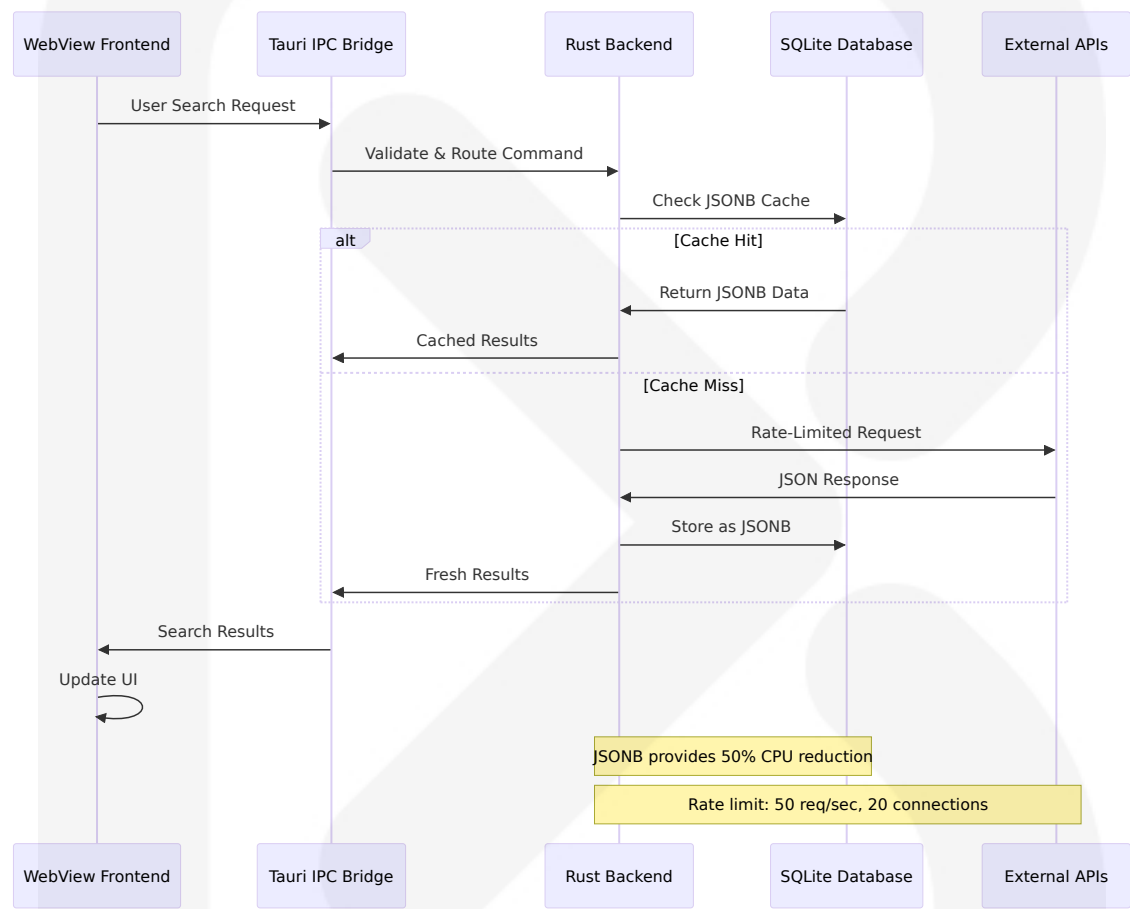 WebView Frontend
Tauri IPC Bridge
Rust Backend
SQLite Database
External APIs
User Search Request
Validate & Route Command
Check JSONB Cache
alt
[Cache Hit]
Return JSONB Data
Cached Results
[Cache Miss]
Rate-Limited Request
JSON Response
Store as JSONB
Fresh Results
Search Results
Update UI
JSONB provides 50% CPU reduction
Rate limit: 50 req/sec, 20 connections
WebView Frontend
Tauri IPC Bridge
Rust Backend
SQLite Database
External APIs